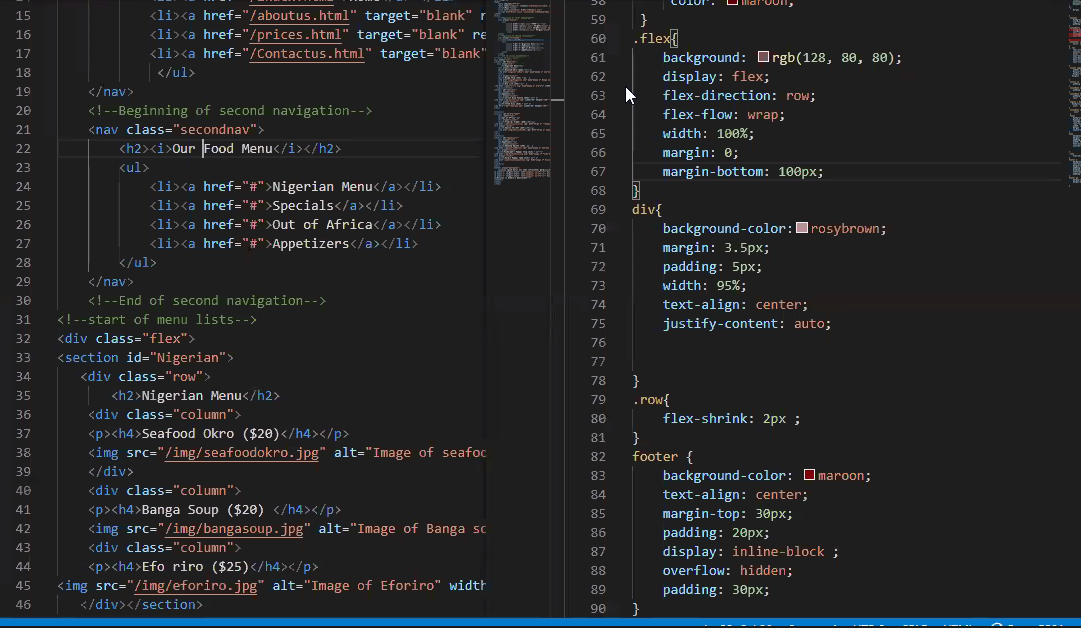 15 <li><a href="/aboutus.html" target="blank" r
16 <li><a href="/prices.html" target="blank" re
17 <li><a href="/Contactus.html" target="blank"
18 </ul>
19 </nav>
20 <!--Beginning of second navigation-->
21 <nav class="secondnav">
22 <h2><i>Our Food Menu</i></h2>
23 <ul>
24 <li><a href="#">Nigerian Menu</a></li>
25 <li><a href="#">Specials</a></li>
26 <li><a href="#">Out of Africa</a></li>
27 <li><a href="#">Appetizers</a></li>
28 </ul>
29 </nav>
30 <!--End of second navigation-->
31 <!--start of menu lists-->
32 <div class="flex">
33 <section id="Nigerian">
34 <div class="row">
35 <h2>Nigerian Menu</h2>
36 <div class="column">
37 <p><h4>Seafood Okro ($20)</h4></p>
38 <img src="/img/seafoodokro.jpg" alt="Image of seafoo
39 </div>
40 <div class="column">
41 <p><h4>Banga Soup ($20) </h4></p>
42 <img src="/img/bangasoup.jpg" alt="Image of Banga so
43 <div class="column">
44 <p><h4>Efo riro ($25)</h4></p>
45 <img src="/img/eforiro.jpg" alt="Image of Eforiro" width
46 </div></section>
58 color: maroon;
59 }
60 .flex{
61 background: rgb(128, 80, 80);
62 display: flex;
63 flex-direction: row;
64 flex-flow: wrap;
65 width: 100%;
66 margin: 0;
67 margin-bottom: 100px;
68 }
69 div{
70 background-color: rosybrown;
71 margin: 3.5px;
72 padding: 5px;
73 width: 95%;
74 text-align: center;
75 justify-content: auto;
76
77
78 }
79 .row{
80 flex-shrink: 2px ;
81 }
82 footer {
83 background-color: maroon;
84 text-align: center;
85 margin-top: 30px;
86 padding: 20px;
87 display: inline-block ;
88 overflow: hidden;
89 padding: 30px;
90 }